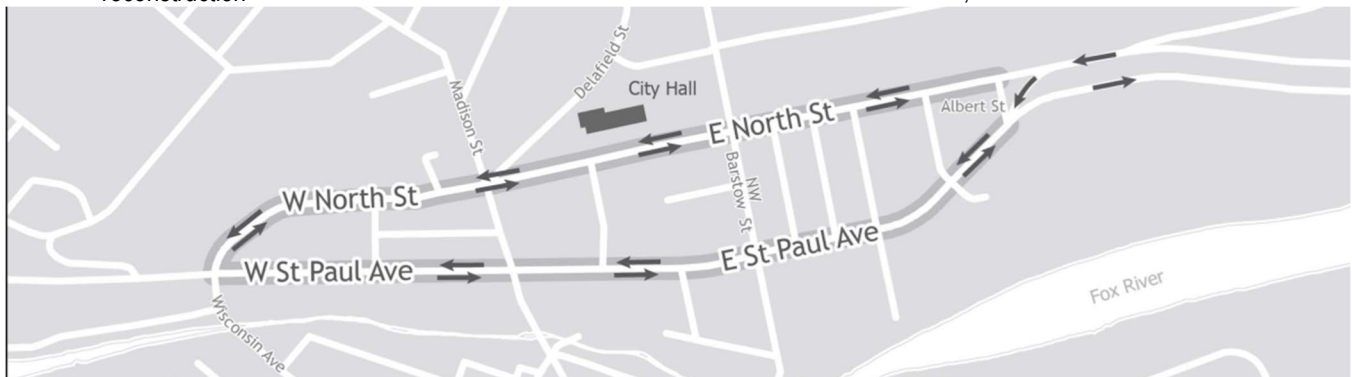 reconstruction
Delafield St
City Hall
Madison St
E North St
Albert St
W North St
NW
Barstow St
E St Paul Ave
W St Paul Ave
Fox River
Wisconsin Ave